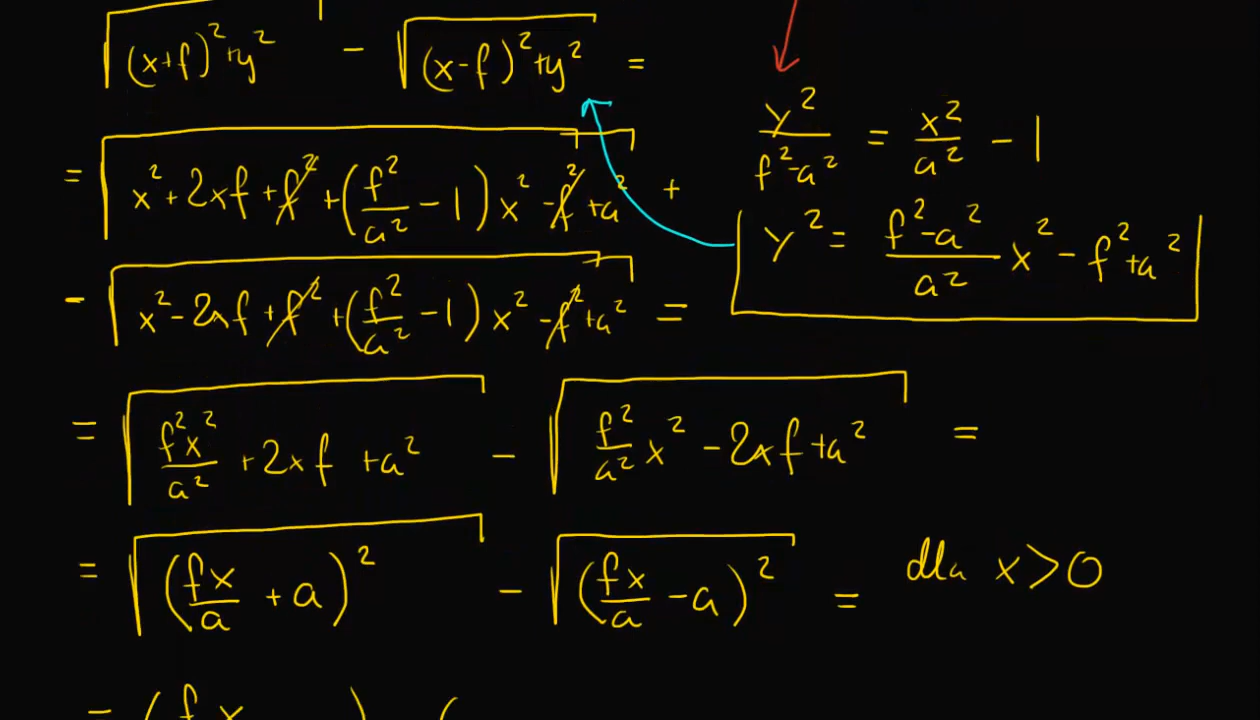 √((x+f)²+y²) − √((x−f)²+y²) =
= √(x²+2xf+f²+(f²/a²−1)x²−f²+a²) +
− √(x²−2xf+f²+(f²/a²−1)x²−f²+a²) =
= √(f²x²/a²+2xf+a²) − √(f²/a² x²−2xf+a²) =
= √((fx/a+a)²) − √((fx/a−a)²) =
dla x>0
= (fx ) (
y²/(f²−a²) = x²/a² − 1
y² = (f²−a²)/a² x² − f²+a²